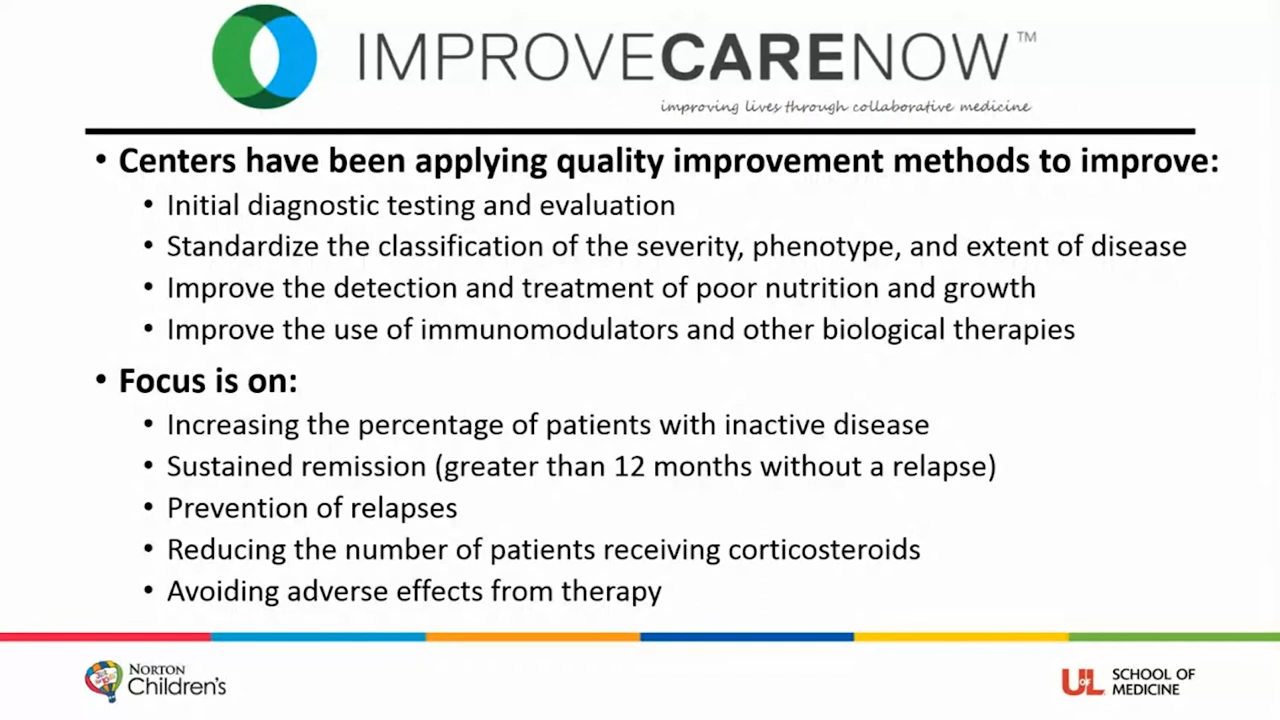 IMPROVECARENOW™
improving lives through collaborative medicine
• Centers have been applying quality improvement methods to improve:
• Initial diagnostic testing and evaluation
• Standardize the classification of the severity, phenotype, and extent of disease
• Improve the detection and treatment of poor nutrition and growth
• Improve the use of immunomodulators and other biological therapies
• Focus is on:
• Increasing the percentage of patients with inactive disease
• Sustained remission (greater than 12 months without a relapse)
• Prevention of relapses
• Reducing the number of patients receiving corticosteroids
• Avoiding adverse effects from therapy
NORTON
Children's
UofL
SCHOOL OF
MEDICINE